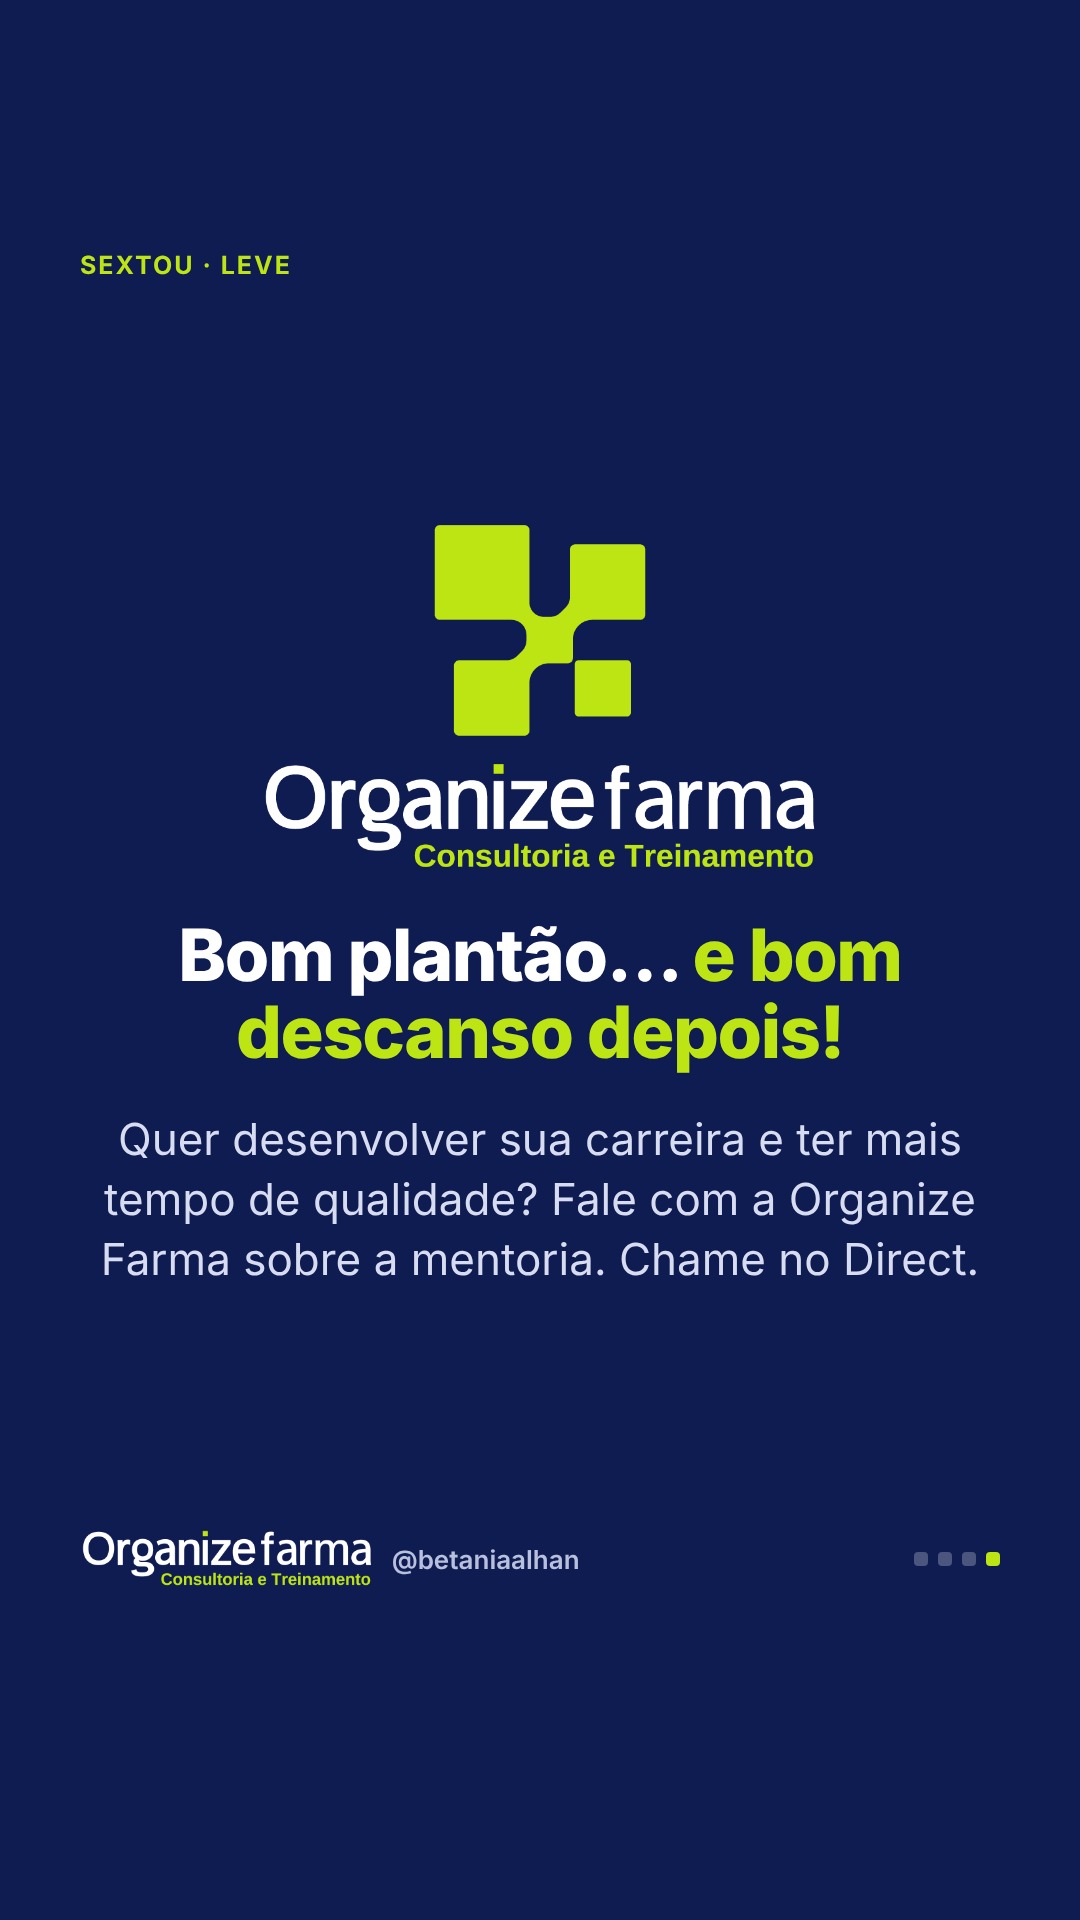 SEXTOU · LEVE
Organize farma
Consultoria e Treinamento
Bom plantão... e bom
descanso depois!
Quer desenvolver sua carreira e ter mais
tempo de qualidade? Fale com a Organize
Farma sobre a mentoria. Chame no Direct.
Organize farma
Consultoria e Treinamento
@betaniaalhan